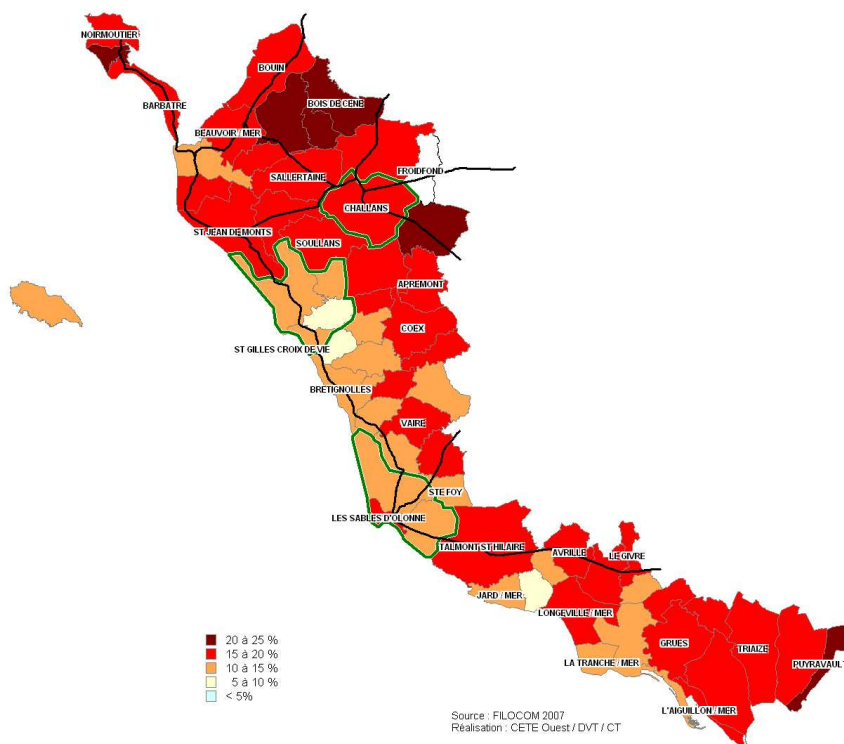 NOIRMOUTIER
BOUIN
BARBATRE
BOIS DE CENE
BEAUVOIR / MER
FROIDFOND
SALLERTAINE
CHALLANS
ST JEAN DE MONTS
SOULLANS
APREMONT
COEX
ST GILLES CROIX DE VIE
BRETIGNOLLES
VAIRE
STE FOY
LES SABLES D'OLONNE
TALMONT ST HILAIRE
AVRILLE
LE GIVRE
JARD / MER
LONGEVILLE / MER
GRUES
TRIAIZE
LA TRANCHE / MER
PUYRAVAULT
L'AIGUILLON / MER
20 à 25 %
15 à 20 %
10 à 15 %
5 à 10 %
< 5%
Source : FILOCOM 2007
Réalisation : CETE Ouest / DVT / CT